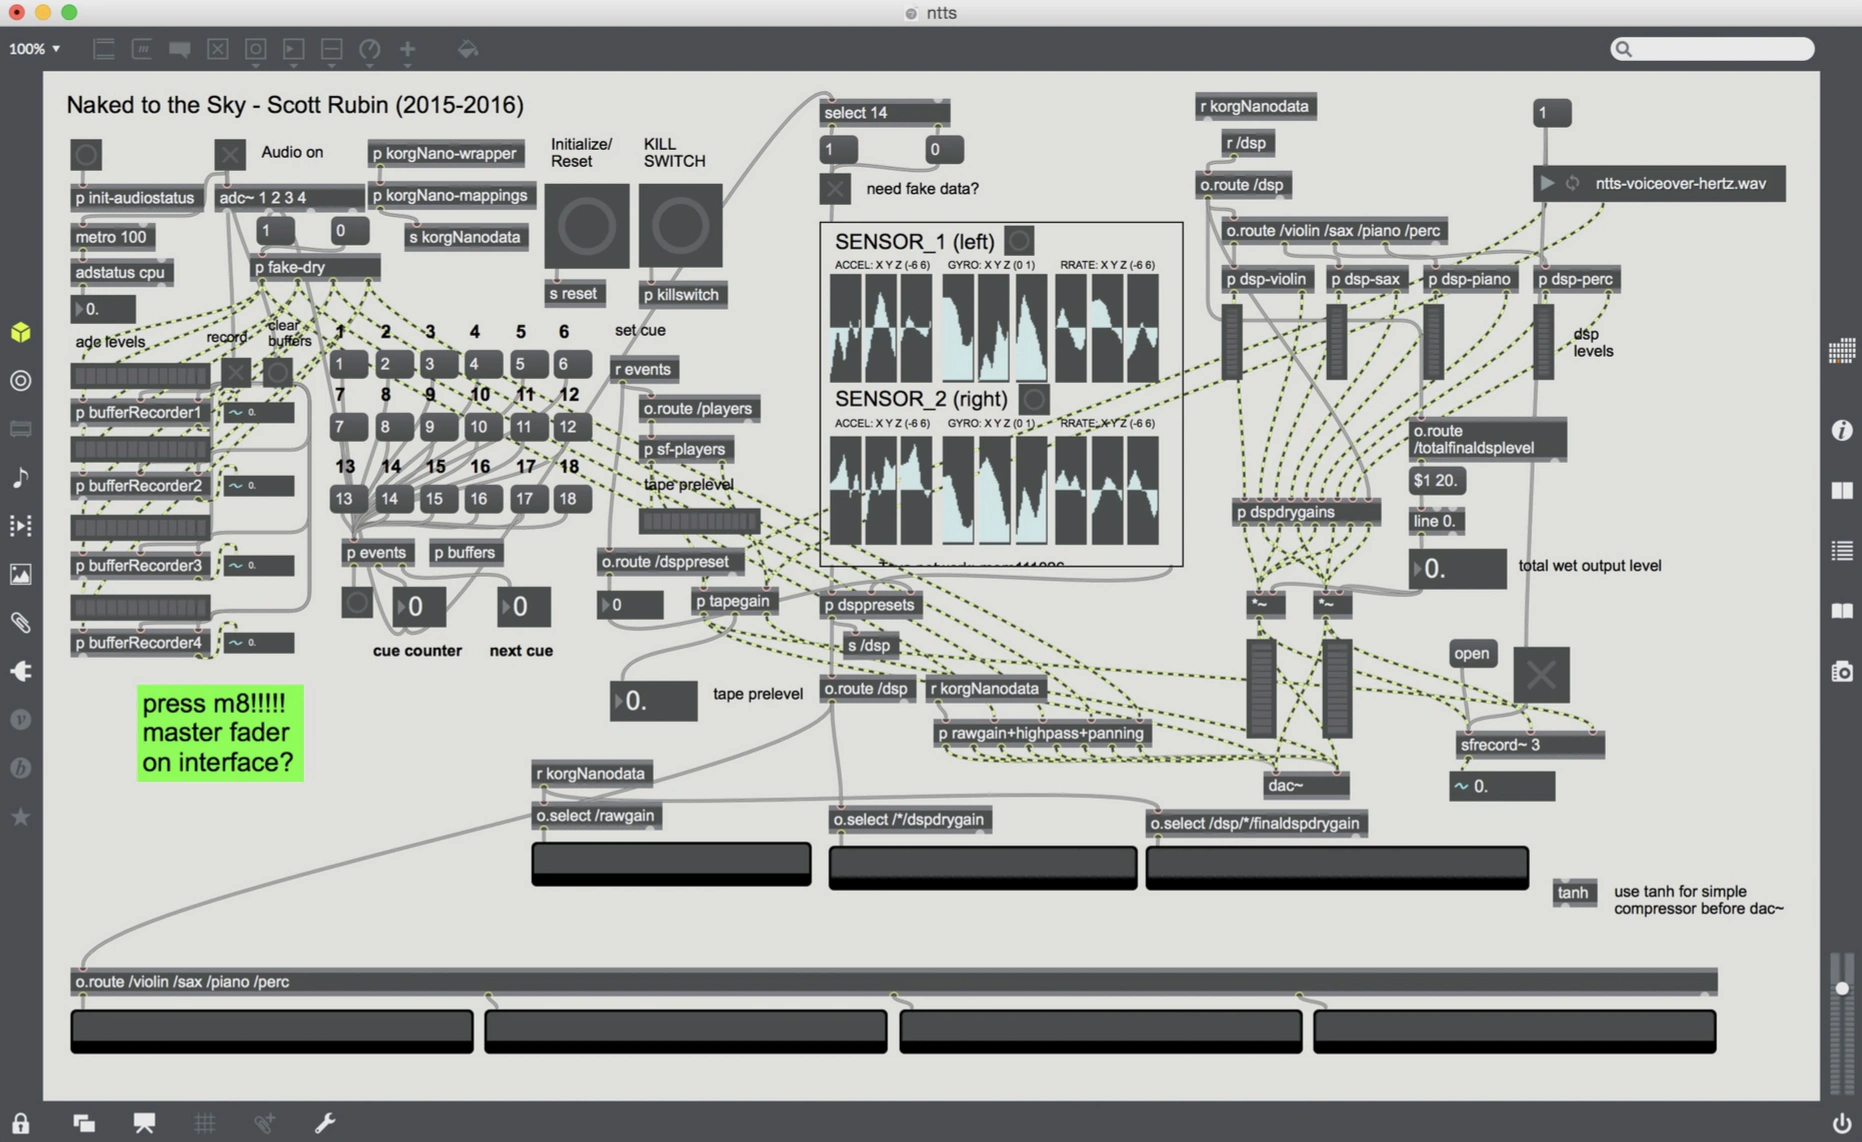 ntts
100%
Naked to the Sky - Scott Rubin (2015-2016)
Audio on
p init-audiostatus
adc~ 1 2 3 4
metro 100
1
0
adstatus cpu
p fake-dry
0.
adc levels
record
clear
buffers
p korgNano-wrapper
p korgNano-mappings
s korgNanodata
Initialize/
Reset
KILL
SWITCH
s reset
p killswitch
p bufferRecorder1
~ 0.
p bufferRecorder2
~ 0.
p bufferRecorder3
~ 0.
p bufferRecorder4
~ 0.
1 2 3 4 5 6
1 2 3 4 5 6
7 8 9 10 11 12
7 8 9 10 11 12
13 14 15 16 17 18
13 14 15 16 17 18
p events
p buffers
0
0
cue counter
next cue
press m8!!!!!
master fader
on interface?
set cue
r events
o.route /players
p sf-players
tape prelevel
o.route /dsppreset
0
p tapegain
0.
tape prelevel
select 14
1
0
need fake data?
SENSOR_1 (left)
ACCEL: X Y Z (-6 6)
GYRO: X Y Z (0 1)
RRATE: X Y Z (-6 6)
SENSOR_2 (right)
ACCEL: X Y Z (-6 6)
GYRO: X Y Z (0 1)
RRATE: X Y Z (-6 6)
p dsppresets
s /dsp
o.route /dsp
r korgNanodata
p rawgain+highpass+panning
r korgNanodata
r /dsp
o.route /dsp
o.route /violin /sax /piano /perc
p dsp-violin
p dsp-sax
p dsp-piano
p dsp-perc
1
ntts-voiceover-hertz.wav
dsp
levels
o.route
/totalfinaldsplevel
$1 20.
line 0.
0.
total wet output level
p dspdrygains
*~
*~
open
sfrecord~ 3
~ 0.
dac~
r korgNanodata
o.select /rawgain
o.select /*/dspdrygain
o.select /dsp/*/finaldspdrygain
tanh
use tanh for simple
compressor before dac~
o.route /violin /sax /piano /perc